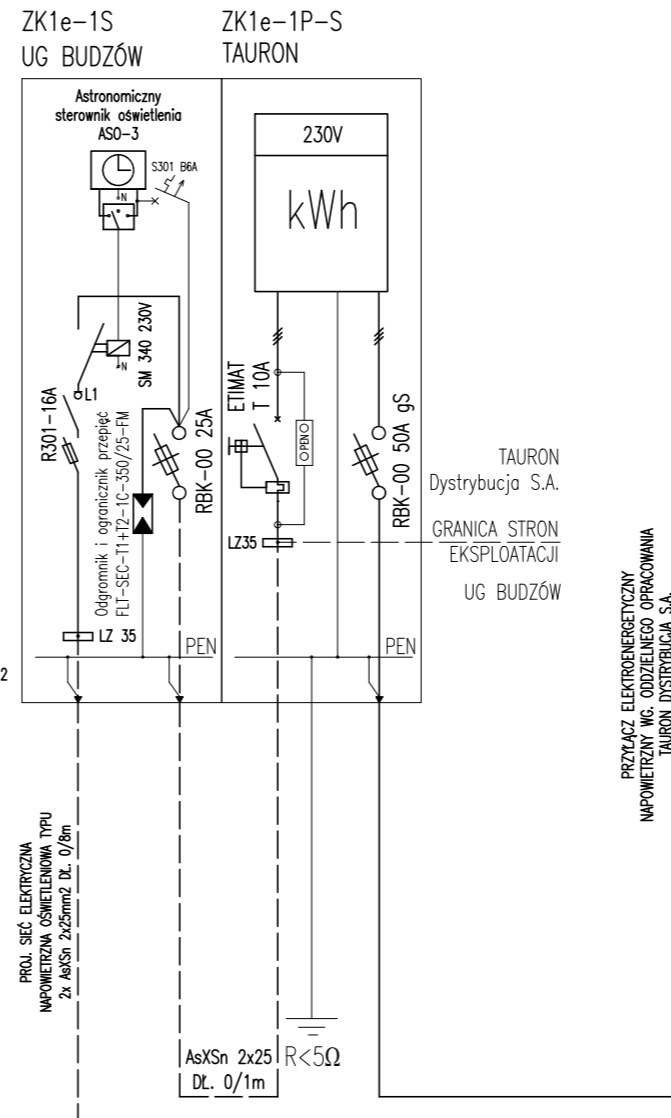 ZK1e-1S
UG BUDZÓW
ZK1e-1P-S
TAURON
Astronomiczny
sterownik oświetlenia
ASO-3
S301 B6A
N
230V
kWh
SM 340 230V
N
L1
R301-16A
Odgromnik i ogranicznik przepięć
FLT-SEC-T1+T2-1C-350/25-FM
RBK-00 25A
ETIMAT
T 10A
PEN
RBK-00 50A gS
TAURON
Dystrybucja S.A.
GRANICA STRON
EKSPLOATACJI
UG BUDZÓW
LZ35
LZ 35
PEN
PEN
2
PRZYŁĄCZ ELEKTROENERGETYCZNY
NAPOWIETRZNY WG. ODDZIELNEGO OPRACOWANIA
TAURON DYSTRYBUCJA S.A.
PROJ. SIEĆ ELEKTRYCZNA
NAPOWIETRZNA OŚWIETLENIOWA TYPU
2x AsXSn 2x25mm2 DŁ. 0/8m
AsXSn 2x25
DŁ. 0/1m
R<5Ω